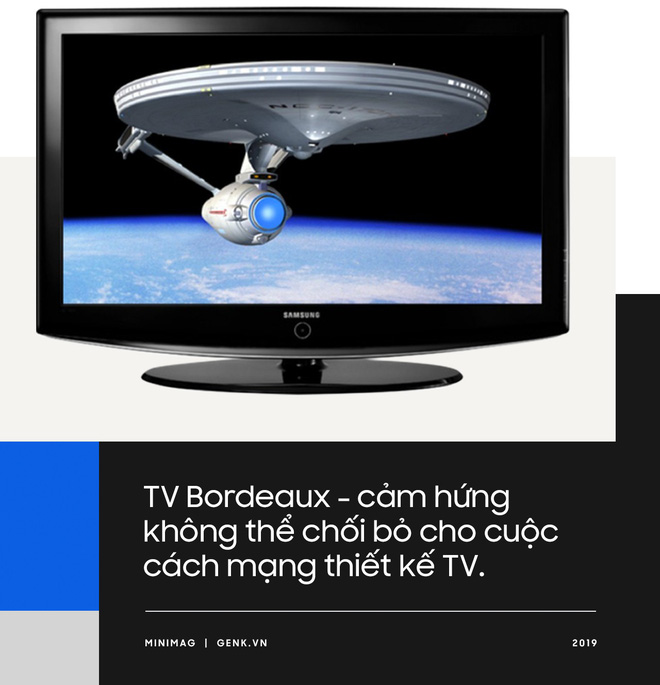 SAMSUNG
TV Bordeaux - cảm hứng
không thể chối bỏ cho cuộc
cách mạng thiết kế TV.
MINIMAG | GENK.VN
2019